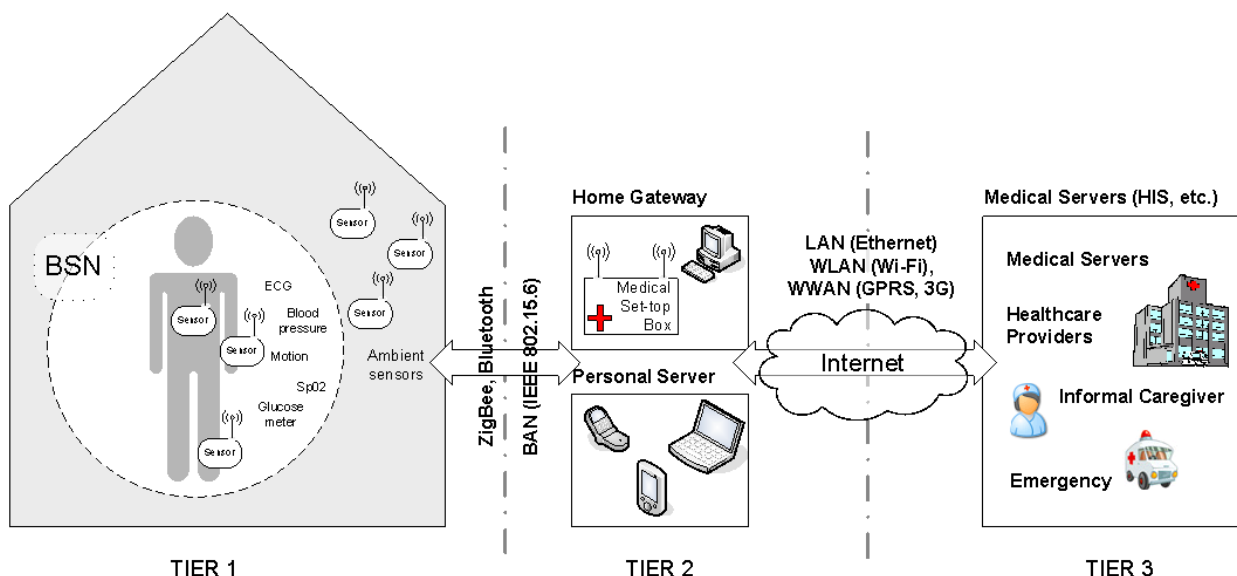 BSN
Sensor
Sensor
Sensor
Sensor
Sensor
Sensor
ECG
Blood
pressure
Motion
Sp02
Glucose
meter
Ambient
sensors
ZigBee, Bluetooth
BAN (IEEE 802.15.6)
Home Gateway
Medical
Set-top
Box
Personal Server
LAN (Ethernet)
WLAN (Wi-Fi),
WWAN (GPRS, 3G)
Internet
Medical Servers (HIS, etc.)
Medical Servers
Healthcare
Providers
Informal Caregiver
Emergency
TIER 1
TIER 2
TIER 3